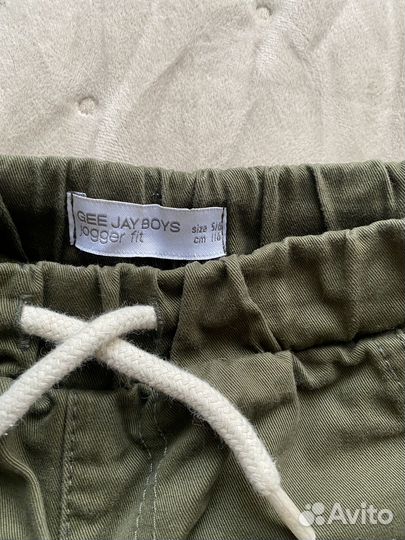 GEE JAY BOYS
jogger fit
size 5/6
cm 116
Avito